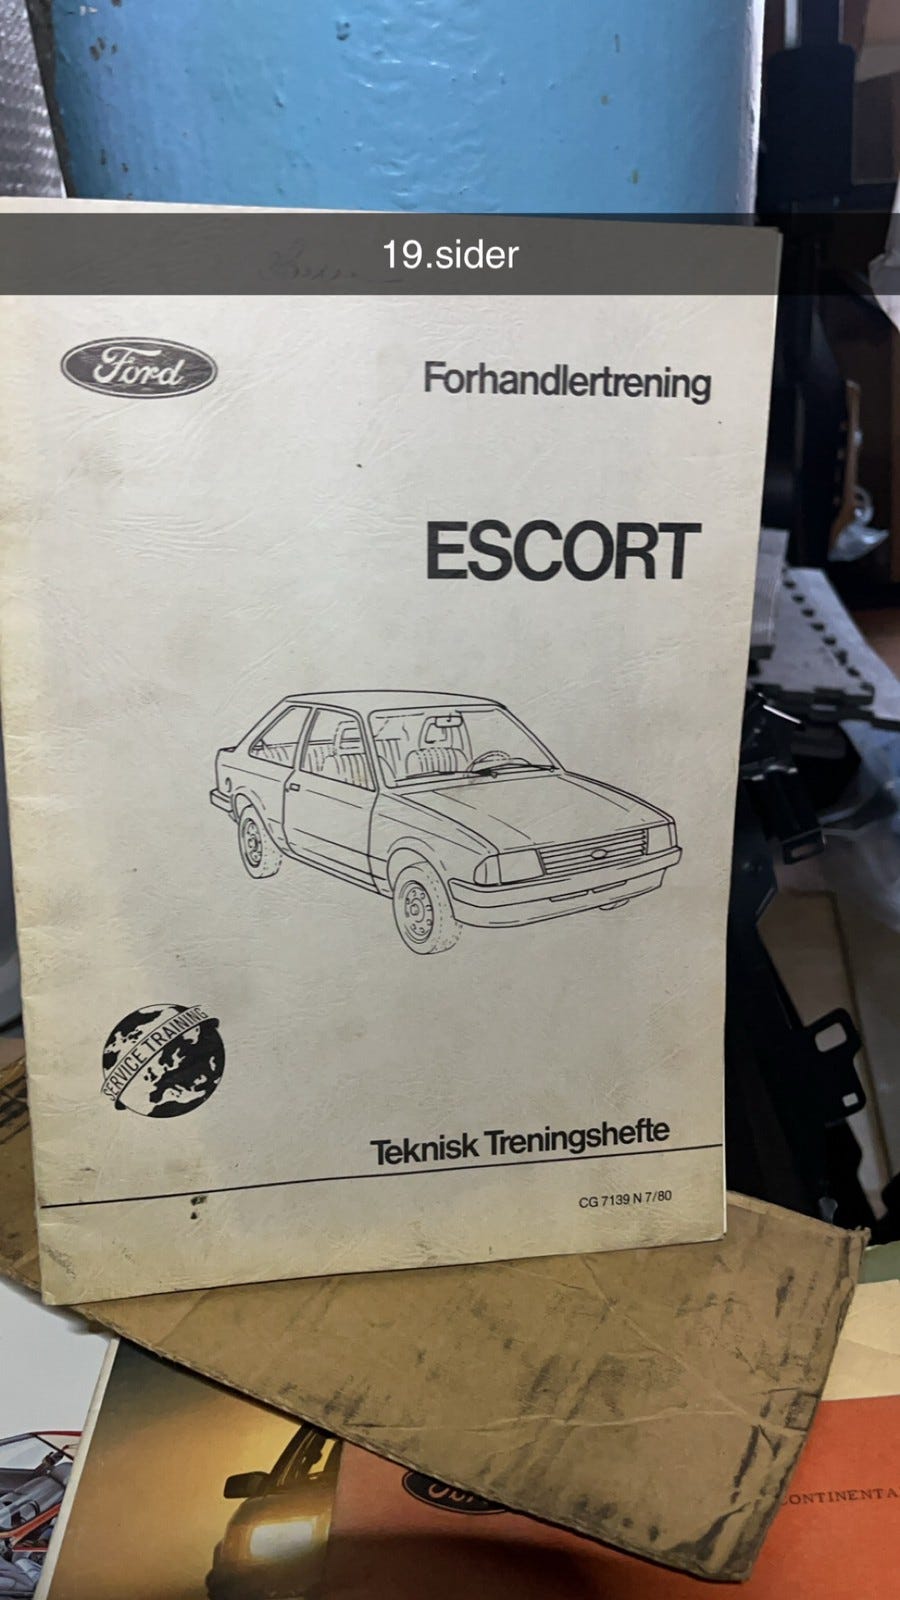 19.sider
Ford
Forhandlertrening
ESCORT
SERVICE TRAINING
Teknisk Treningshefte
CG 7139 N 7/80
CONTINENTA